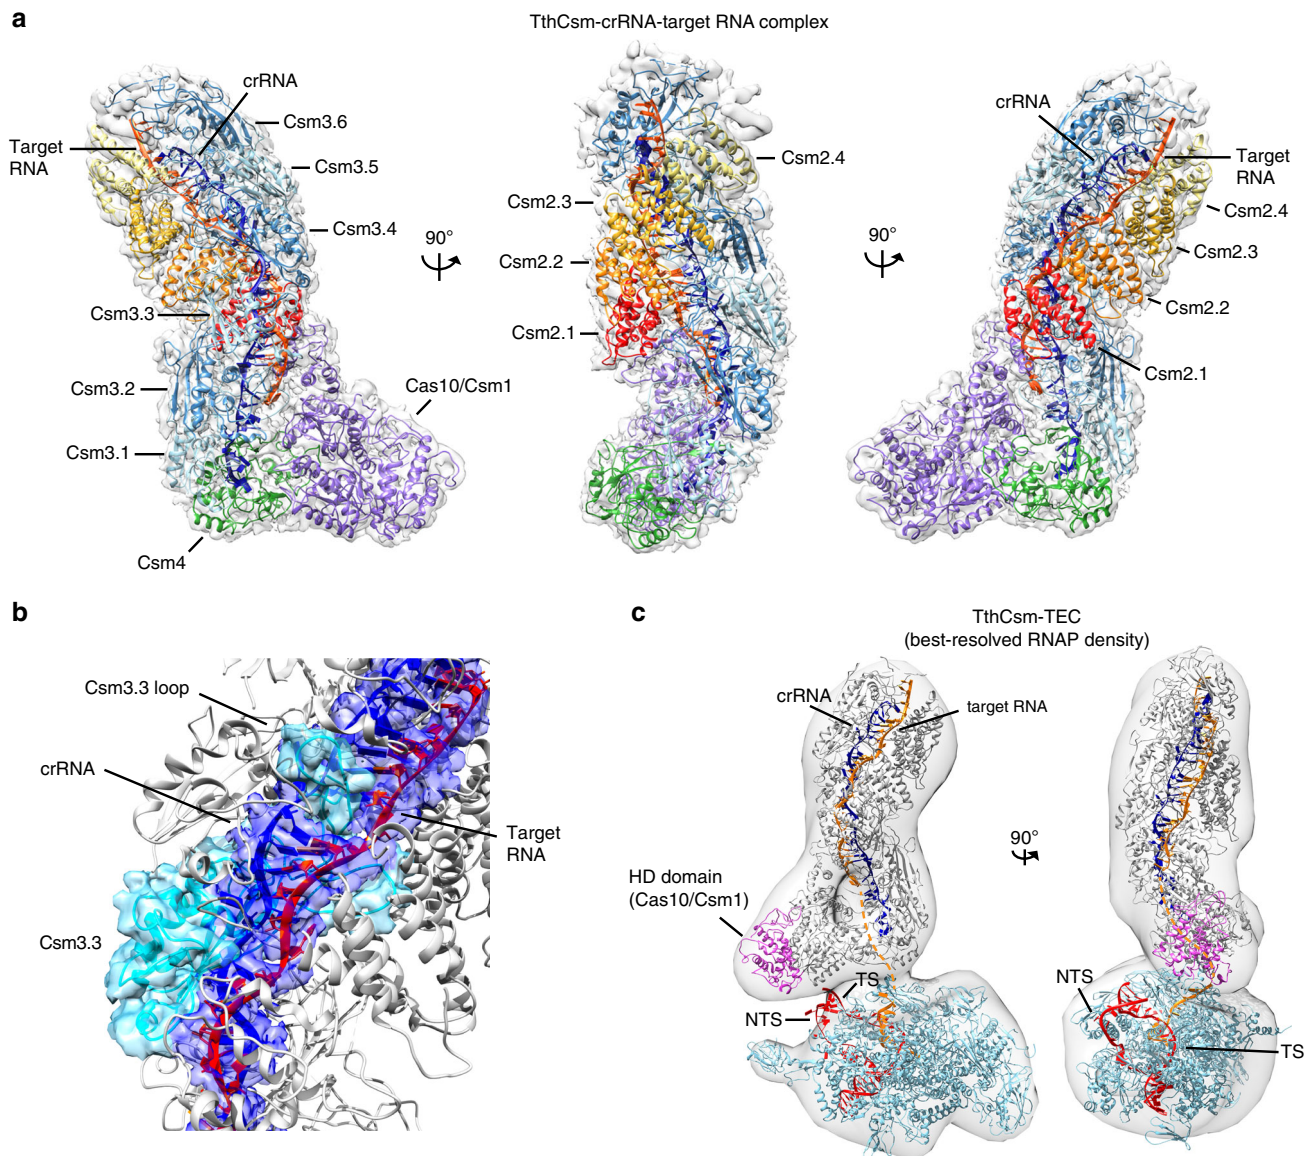 a
TthCsm-crRNA-target RNA complex
crRNA
Csm3.6
Target
RNA
Csm3.5
Csm3.4
Csm3.3
Csm3.2
Cas10/Csm1
Csm3.1
Csm4
90°
Csm2.4
Csm2.3
Csm2.2
Csm2.1
90°
crRNA
Target
RNA
Csm2.4
Csm2.3
Csm2.2
Csm2.1
b
Csm3.3 loop
crRNA
Target
RNA
Csm3.3
c
TthCsm-TEC
(best-resolved RNAP density)
crRNA
target RNA
HD domain
(Cas10/Csm1)
TS
NTS
90°
NTS
TS